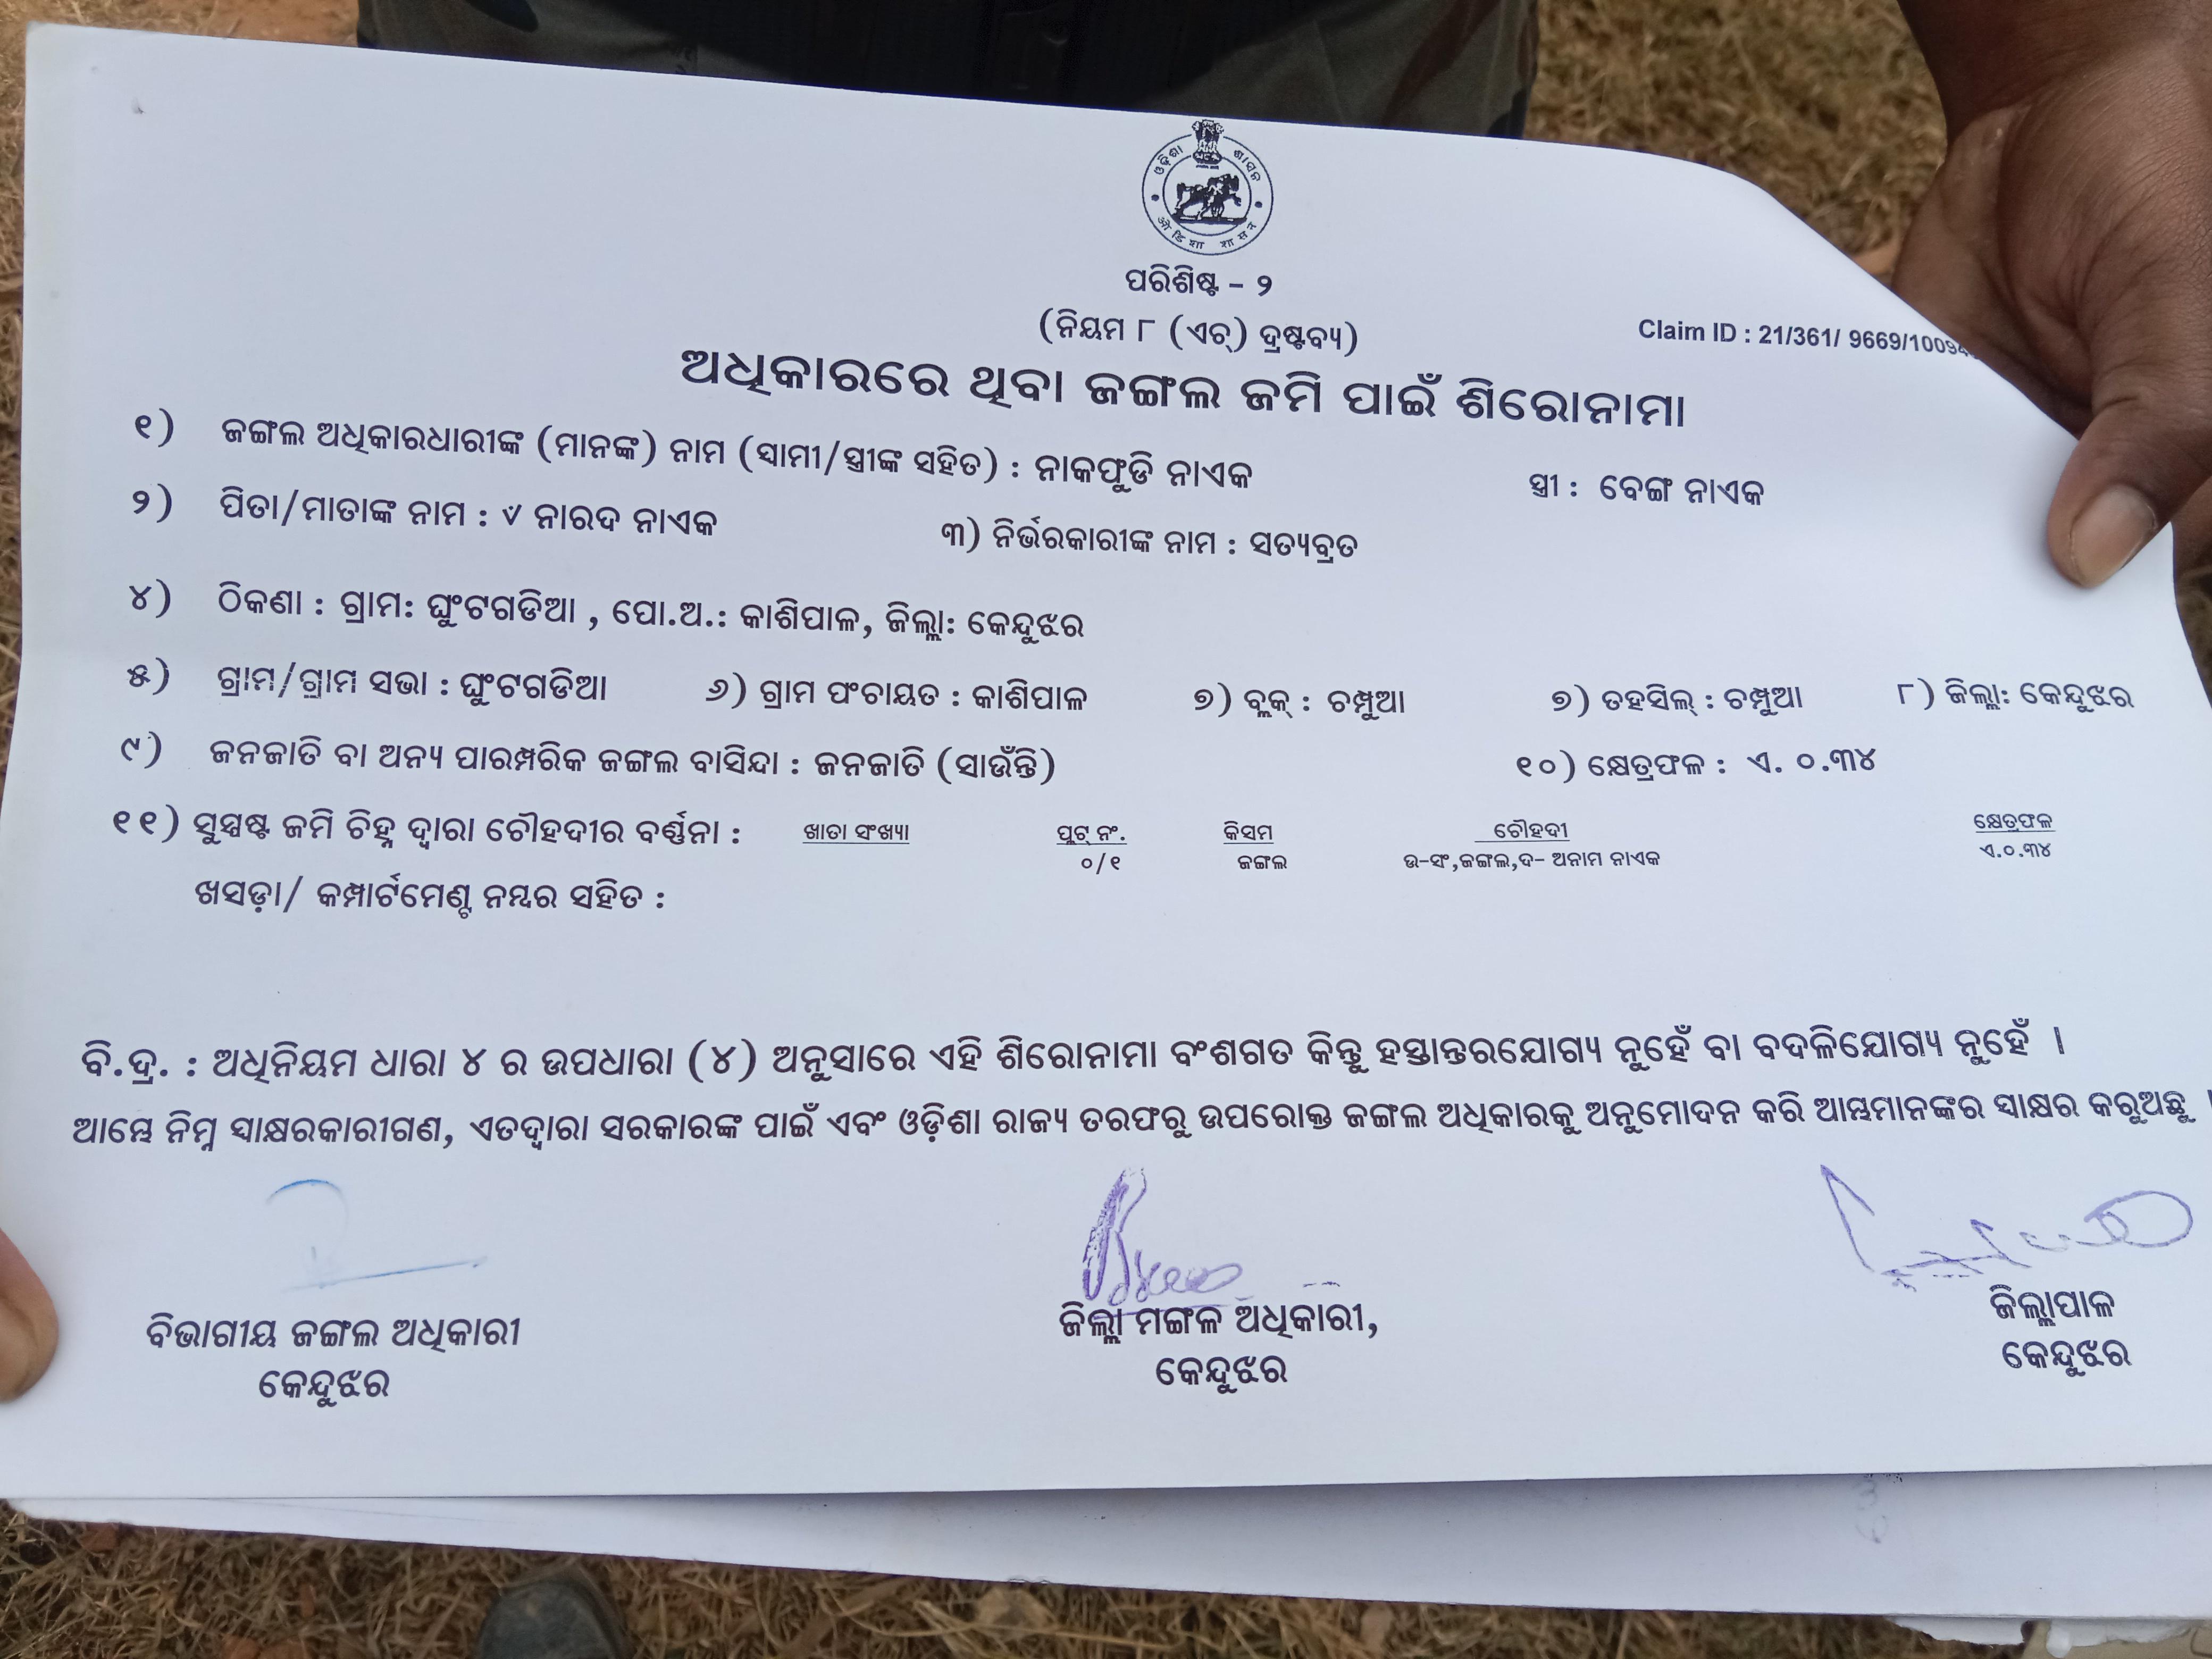 ଓଡ଼ିଶା ଶାସନ
ओडिशा शासन
ପରିଶିଷ୍ଟ - ୨
(ନିୟମ ୮ (ଏଚ୍) ଦ୍ରଷ୍ଟବ୍ୟ)
Claim ID : 21/361/ 9669/10094
ଅଧିକାରରେ ଥିବା ଜଙ୍ଗଲ ଜମି ପାଇଁ ଶିରୋନାମା
୧) ଜଙ୍ଗଲ ଅଧିକାରଧାରୀଙ୍କ (ମାନଙ୍କ) ନାମ (ସ୍ୱାମୀ/ସ୍ତ୍ରୀଙ୍କ ସହିତ) : ନାକଫୁଡି ନାଏକ ସ୍ତ୍ରୀ : ବେଙ୍ଗ ନାଏକ
୨) ପିତା/ମାତାଙ୍କ ନାମ : ୰ ନାରଦ ନାଏକ ୩) ନିର୍ଭରକାରୀଙ୍କ ନାମ : ସତ୍ୟବ୍ରତ
୪) ଠିକଣା : ଗ୍ରାମ: ଘୁଂଟଗଡିଆ , ପୋ.ଅ.: କାଶିପାଳ, ଜିଲ୍ଲା: କେନ୍ଦୁଝର
୫) ଗ୍ରାମ/ଗ୍ରାମ ସଭା : ଘୁଂଟଗଡିଆ ୬) ଗ୍ରାମ ପଂଚାୟତ : କାଶିପାଳ ୭) ବ୍ଲକ୍ : ଚମ୍ପୁଆ ୭) ତହସିଲ୍ : ଚମ୍ପୁଆ ୮) ଜିଲ୍ଲା: କେନ୍ଦୁଝର
୯) ଜନଜାତି ବା ଅନ୍ୟ ପାରମ୍ପରିକ ଜଙ୍ଗଲ ବାସିନ୍ଦା : ଜନଜାତି (ସାଉଁନ୍ତି) ୧୦) କ୍ଷେତ୍ରଫଳ : ଏ. ୦.୩୪
୧୧) ସୁସ୍ପଷ୍ଟ ଜମି ଚିହ୍ନ ଦ୍ୱାରା ଚୌହଦୀର ବର୍ଣ୍ଣନା : ଖାତା ସଂଖ୍ୟା ପ୍ଲଟ୍ ନଂ. କିସମ ଚୌହଦୀ କ୍ଷେତ୍ରଫଳ
୦/୧ ଜଙ୍ଗଲ ଉ-ସଂ,ଜଙ୍ଗଲ,ଦ- ଅନାମ ନାଏକ ଏ.୦.୩୪
ଖସଡ଼ା/ କମ୍ପାର୍ଟମେଣ୍ଟ ନମ୍ବର ସହିତ :
ବି.ଦ୍ର. : ଅଧିନିୟମ ଧାରା ୪ ର ଉପଧାରା (୪) ଅନୁସାରେ ଏହି ଶିରୋନାମା ବଂଶଗତ କିନ୍ତୁ ହସ୍ତାନ୍ତରଯୋଗ୍ୟ ନୁହେଁ ବା ବଦଳିଯୋଗ୍ୟ ନୁହେଁ ।
ଆମ୍ଭେ ନିମ୍ନ ସ୍ୱାକ୍ଷରକାରୀଗଣ, ଏତଦ୍ଦ୍ୱାରା ସରକାରଙ୍କ ପାଇଁ ଏବଂ ଓଡ଼ିଶା ରାଜ୍ୟ ତରଫରୁ ଉପରୋକ୍ତ ଜଙ୍ଗଲ ଅଧିକାରକୁ ଅନୁମୋଦନ କରି ଆମ୍ଭମାନଙ୍କର ସ୍ୱାକ୍ଷର କରୁଅଛୁ ।
ବିଭାଗୀୟ ଜଙ୍ଗଲ ଅଧିକାରୀ ଜିଲ୍ଲା ମଙ୍ଗଳ ଅଧିକାରୀ, ଜିଲ୍ଲାପାଳ
କେନ୍ଦୁଝର କେନ୍ଦୁଝର କେନ୍ଦୁଝର